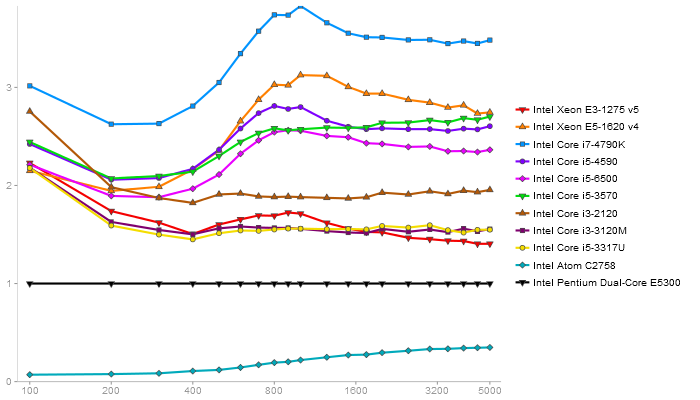 3
2
1
0
100
200
400
800
1600
3200
5000
Intel Xeon E3-1275 v5
Intel Xeon E5-1620 v4
Intel Core i7-4790K
Intel Core i5-4590
Intel Core i5-6500
Intel Core i5-3570
Intel Core i3-2120
Intel Core i3-3120M
Intel Core i5-3317U
Intel Atom C2758
Intel Pentium Dual-Core E5300